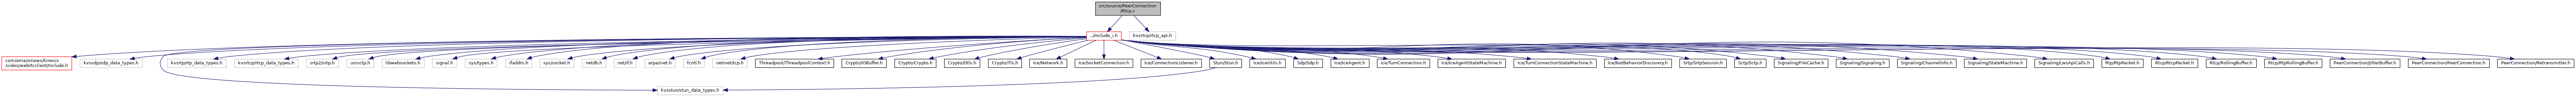 src/source/PeerConnection
/Rtcp.c
../Include_i.h
kvsrtcp/rtcp_api.h
com/amazonaws/kinesis
/video/webrtcclient/Include.h
kvssdp/sdp_data_types.h
kvsrtp/rtp_data_types.h
kvsrtcp/rtcp_data_types.h
srtp2/srtp.h
usrsctp.h
libwebsockets.h
signal.h
sys/types.h
ifaddrs.h
sys/socket.h
netdb.h
net/if.h
arpa/inet.h
fcntl.h
netinet/tcp.h
Threadpool/ThreadpoolContext.h
Crypto/IOBuffer.h
Crypto/Crypto.h
Crypto/Dtls.h
Crypto/Tls.h
Ice/Network.h
Ice/SocketConnection.h
Ice/ConnectionListener.h
Stun/Stun.h
Ice/IceUtils.h
Sdp/Sdp.h
Ice/IceAgent.h
Ice/TurnConnection.h
Ice/IceAgentStateMachine.h
Ice/TurnConnectionStateMachine.h
Ice/NatBehaviorDiscovery.h
Srtp/SrtpSession.h
Sctp/Sctp.h
Signaling/FileCache.h
Signaling/Signaling.h
Signaling/ChannelInfo.h
Signaling/StateMachine.h
Signaling/LwsApiCalls.h
Rtp/RtpPacket.h
Rtcp/RtcpPacket.h
Rtcp/RollingBuffer.h
Rtcp/RtpRollingBuffer.h
PeerConnection/JitterBuffer.h
PeerConnection/PeerConnection.h
PeerConnection/Retransmitter.h
kvsstun/stun_data_types.h